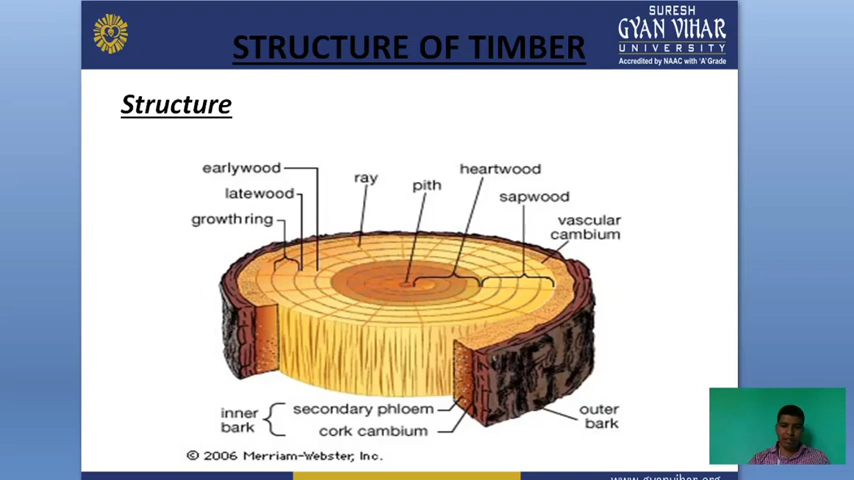 SURESH
GYAN VIHAR
UNIVERSITY
Accredited by NAAC with 'A' Grade
STRUCTURE OF TIMBER
Structure
earlywood
latewood
growth ring
ray
pith
heartwood
sapwood
vascular
cambium
inner
bark
secondary phloem
cork cambium
outer
bark
© 2006 Merriam-Webster, Inc.
www.gyanvihar.org